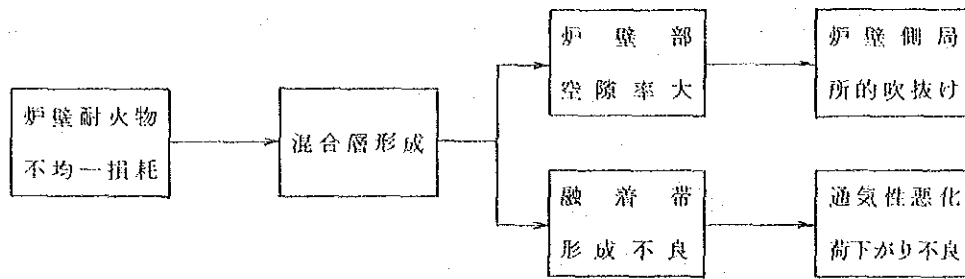 炉壁耐火物
不均一損耗
混合層形成
炉壁部
空隙率大
炉壁側局
所的吹抜け
融着帯
形成不良
通気性悪化
荷下がり不良